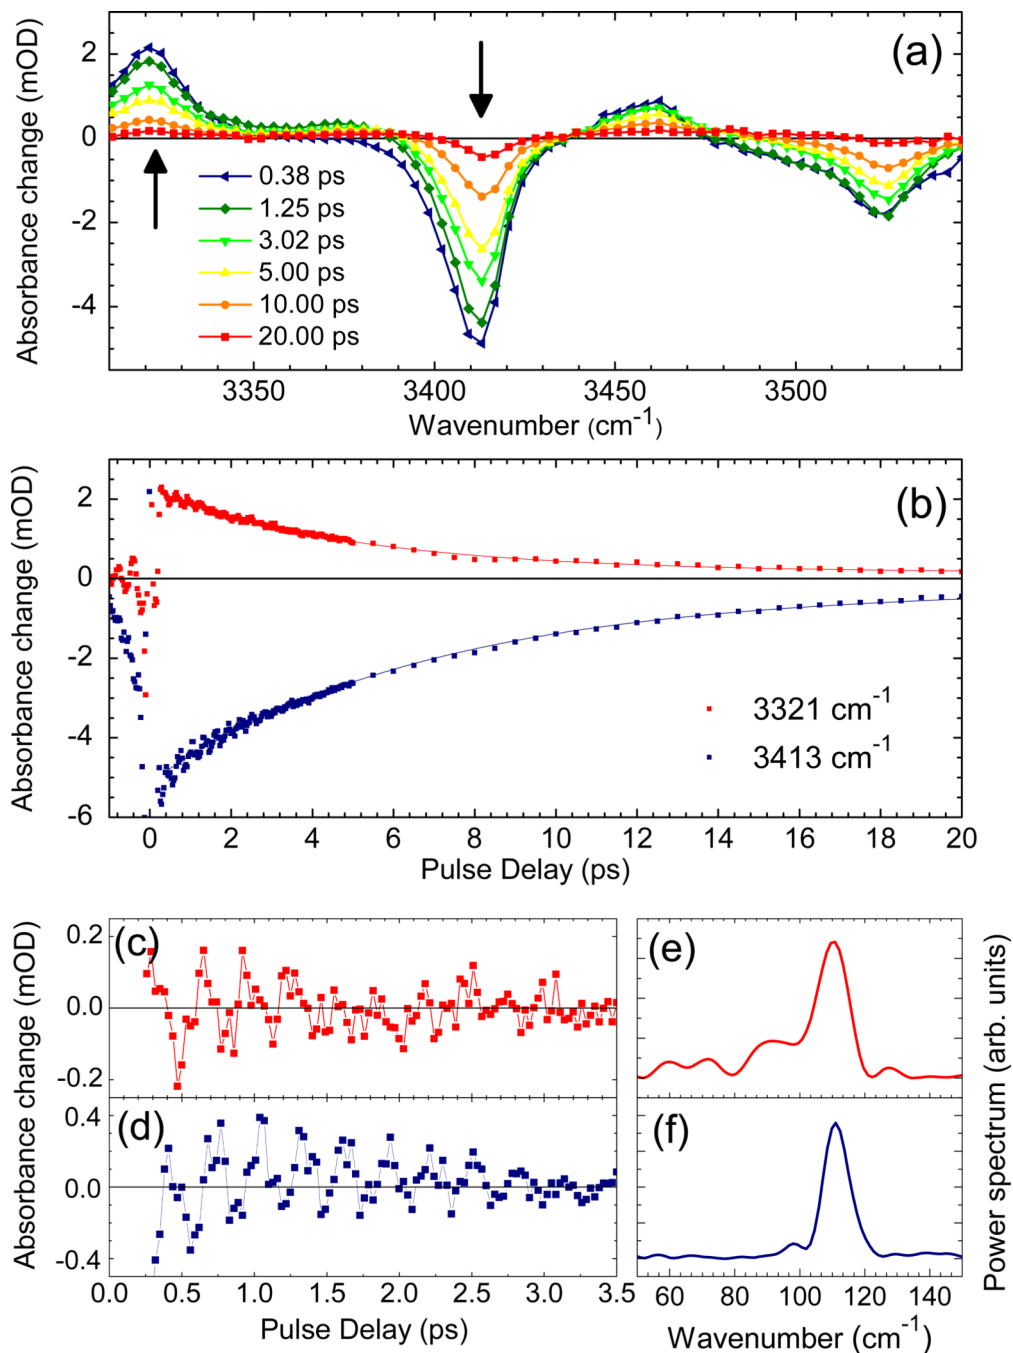 (a)
Absorbance change (mOD)
2
0
-2
-4
0.38 ps
1.25 ps
3.02 ps
5.00 ps
10.00 ps
20.00 ps
3350
3400
3450
3500
Wavenumber (cm⁻¹)
(b)
Absorbance change (mOD)
2
0
-2
-4
-6
3321 cm⁻¹
3413 cm⁻¹
0 2 4 6 8 10 12 14 16 18 20
Pulse Delay (ps)
(c)
0.2
0.0
-0.2
(d)
0.4
0.0
-0.4
Absorbance change (mOD)
0.0 0.5 1.0 1.5 2.0 2.5 3.0 3.5
Pulse Delay (ps)
(e)
(f)
Power spectrum (arb. units)
60 80 100 120 140
Wavenumber (cm⁻¹)